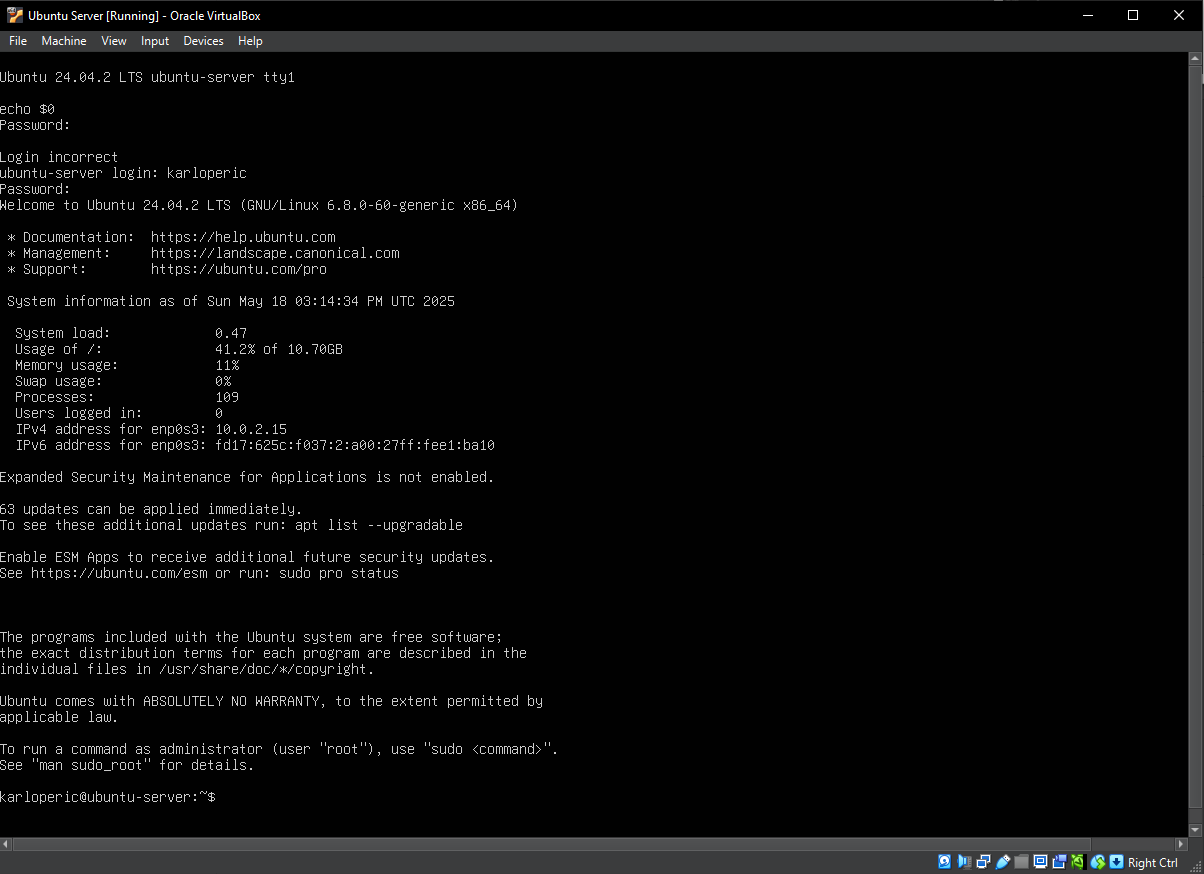 Ubuntu Server [Running] - Oracle VirtualBox
File Machine View Input Devices Help
Ubuntu 24.04.2 LTS ubuntu-server tty1
echo $0
Password:
Login incorrect
ubuntu-server login: karloperic
Password:
Welcome to Ubuntu 24.04.2 LTS (GNU/Linux 6.8.0-60-generic x86_64)
* Documentation: https://help.ubuntu.com
* Management: https://landscape.canonical.com
* Support: https://ubuntu.com/pro
System information as of Sun May 18 03:14:34 PM UTC 2025
System load: 0.47
Usage of /: 41.2% of 10.70GB
Memory usage: 11%
Swap usage: 0%
Processes: 109
Users logged in: 0
IPv4 address for enp0s3: 10.0.2.15
IPv6 address for enp0s3: fd17:625c:f037:2:a00:27ff:fee1:ba10
Expanded Security Maintenance for Applications is not enabled.
63 updates can be applied immediately.
To see these additional updates run: apt list --upgradable
Enable ESM Apps to receive additional future security updates.
See https://ubuntu.com/esm or run: sudo pro status
The programs included with the Ubuntu system are free software;
the exact distribution terms for each program are described in the
individual files in /usr/share/doc/*/copyright.
Ubuntu comes with ABSOLUTELY NO WARRANTY, to the extent permitted by
applicable law.
To run a command as administrator (user "root"), use "sudo <command>".
See "man sudo_root" for details.
karloperic@ubuntu-server:~$
Right Ctrl